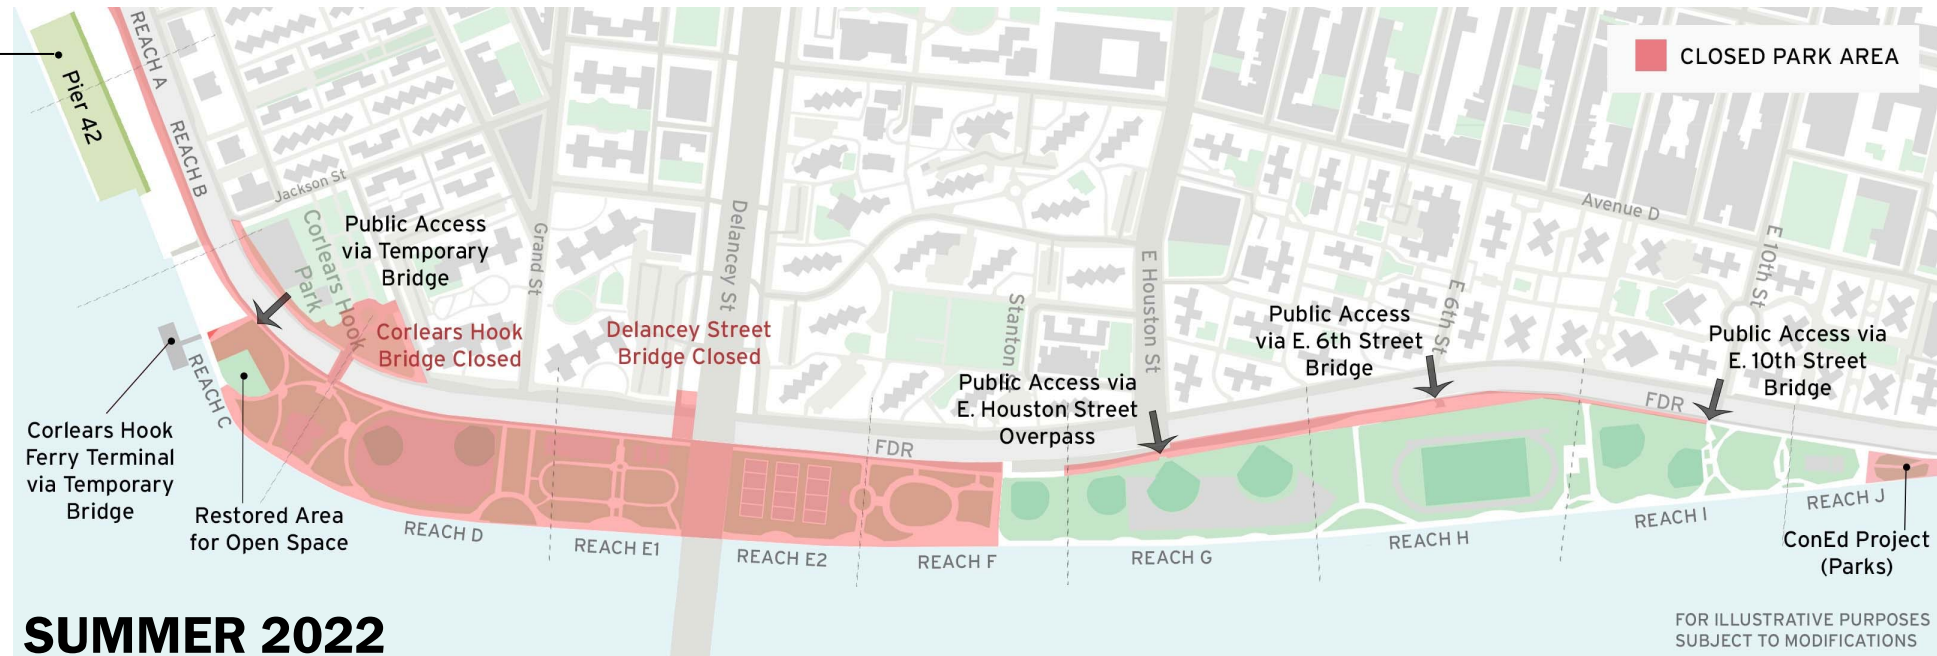 REACH A
Pier 42
REACH B
CLOSED PARK AREA
Jackson St
Corlears Hook
Park
Public Access
via Temporary
Bridge
Grand St
Delancey St
Corlears Hook
Bridge Closed
Delancey Street
Bridge Closed
Stanton S
E Houston St
Public Access via
E. Houston Street
Overpass
Public Access
via E. 6th Street
Bridge
E 6th St
Avenue D
E 10th St
Public Access via
E. 10th Street
Bridge
FDR
FDR
REACH C
Corlears Hook
Ferry Terminal
via Temporary
Bridge
Restored Area
for Open Space
REACH D
REACH E1
REACH E2
REACH F
REACH G
REACH H
REACH I
REACH J
ConEd Project
(Parks)
SUMMER 2022
FOR ILLUSTRATIVE PURPOSES
SUBJECT TO MODIFICATIONS